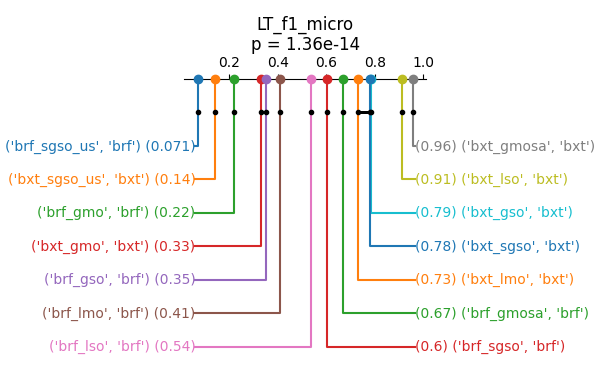 LT_f1_micro
p = 1.36e-14
0.2 0.4 0.6 0.8 1.0
('brf_sgso_us', 'brf') (0.071) (0.96) ('bxt_gmosa', 'bxt')
('bxt_sgso_us', 'bxt') (0.14) (0.91) ('bxt_lso', 'bxt')
('brf_gmo', 'brf') (0.22) (0.79) ('bxt_gso', 'bxt')
('bxt_gmo', 'bxt') (0.33) (0.78) ('bxt_sgso', 'bxt')
('brf_gso', 'brf') (0.35) (0.73) ('bxt_lmo', 'bxt')
('brf_lmo', 'brf') (0.41) (0.67) ('brf_gmosa', 'brf')
('brf_lso', 'brf') (0.54) (0.6) ('brf_sgso', 'brf')